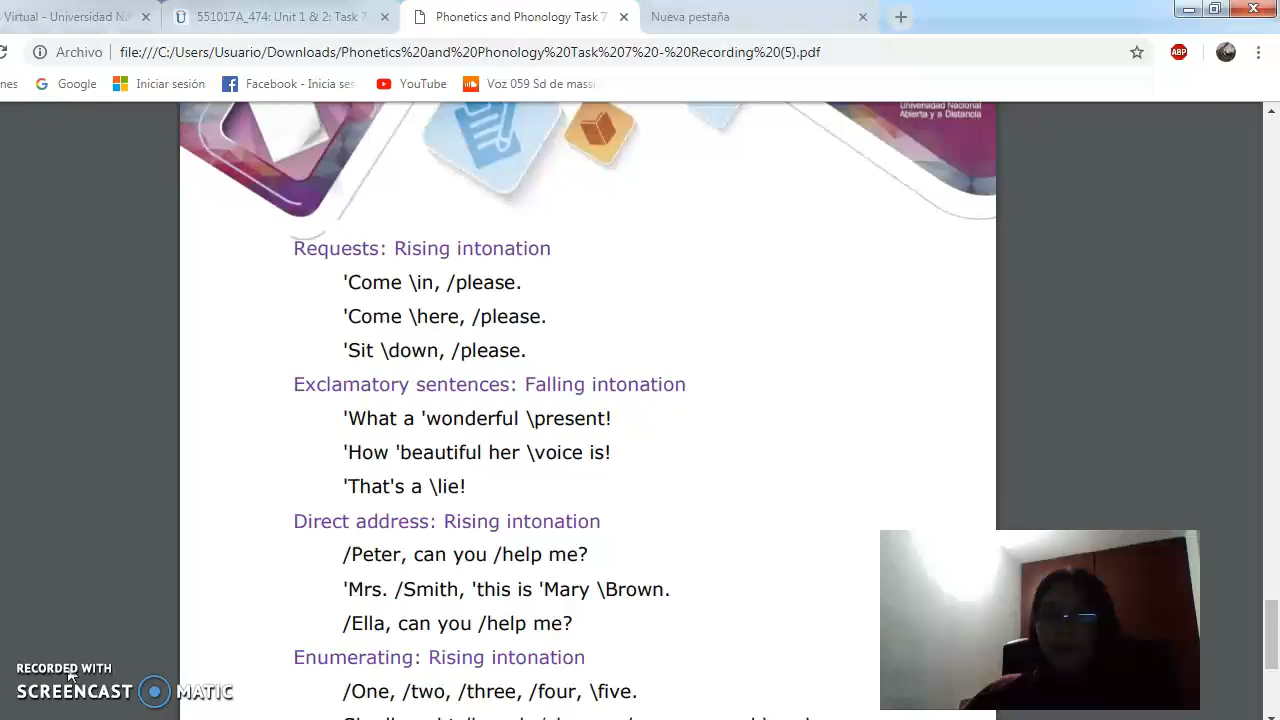 Virtual - Universidad Na
551017A_474: Unit 1 & 2: Task 7
Phonetics and Phonology Task 7
Nueva pestaña
Archivo
file:///C:/Users/Usuario/Downloads/Phonetics%20and%20Phonology%20Task%207%20-%20Recording%20(5).pdf
ABP
nes
Google
Iniciar sesión
Facebook - Inicia ses
YouTube
Voz 059 Sd de mas
Universidad Nacional
Abierta y a Distancia
Requests: Rising intonation
'Come \in, /please.
'Come \here, /please.
'Sit \down, /please.
Exclamatory sentences: Falling intonation
'What a 'wonderful \present!
'How 'beautiful her \voice is!
'That's a \lie!
Direct address: Rising intonation
/Peter, can you /help me?
'Mrs. /Smith, 'this is 'Mary \Brown.
/Ella, can you /help me?
Enumerating: Rising intonation
/One, /two, /three, /four, \five.
RECORDED WITH
SCREENCAST MATIC